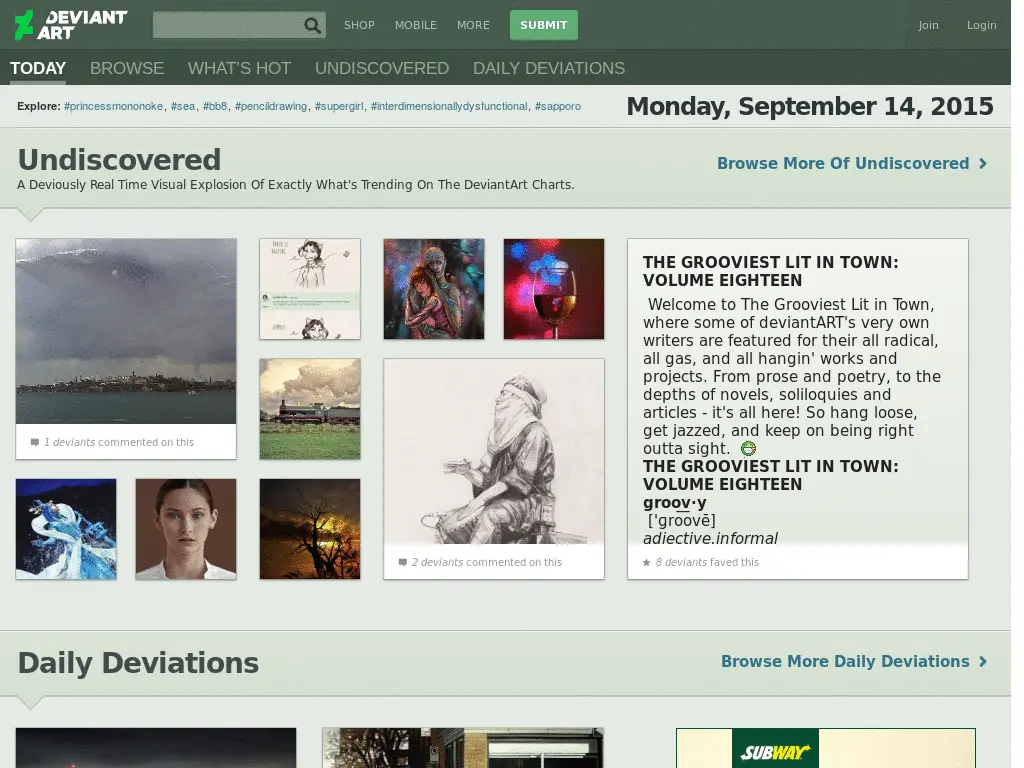 DEVIANT
ART
SHOP
MOBILE
MORE
SUBMIT
Join
Login
TODAY
BROWSE
WHAT'S HOT
UNDISCOVERED
DAILY DEVIATIONS
Explore: #princessmononoke, #sea, #bb8, #pencildrawing, #supergirl, #interdimensionallydysfunctional, #sapporo
Monday, September 14, 2015
Undiscovered
A Deviously Real Time Visual Explosion Of Exactly What's Trending On The DeviantArt Charts.
Browse More Of Undiscovered
1 deviants commented on this
2 deviants commented on this
THE GROOVIEST LIT IN TOWN:
VOLUME EIGHTEEN
Welcome to The Grooviest Lit in Town,
where some of deviantART's very own
writers are featured for their all radical,
all gas, and all hangin' works and
projects. From prose and poetry, to the
depths of novels, soliloquies and
articles - it's all here! So hang loose,
get jazzed, and keep on being right
outta sight.
THE GROOVIEST LIT IN TOWN:
VOLUME EIGHTEEN
groov·y
['gro͞ovē]
adjective.informal
8 deviants faved this
Daily Deviations
Browse More Daily Deviations
SUBWAY